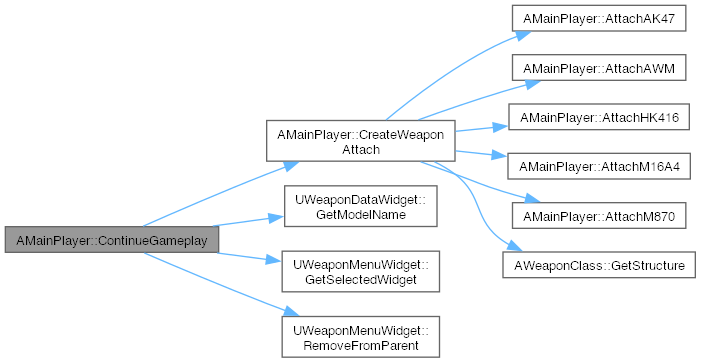 AMainPlayer::ContinueGameplay
AMainPlayer::CreateWeapon
Attach
AMainPlayer::AttachAK47
AMainPlayer::AttachAWM
AMainPlayer::AttachHK416
AMainPlayer::AttachM16A4
AMainPlayer::AttachM870
AWeaponClass::GetStructure
UWeaponDataWidget::
GetModelName
UWeaponMenuWidget::
GetSelectedWidget
UWeaponMenuWidget::
RemoveFromParent